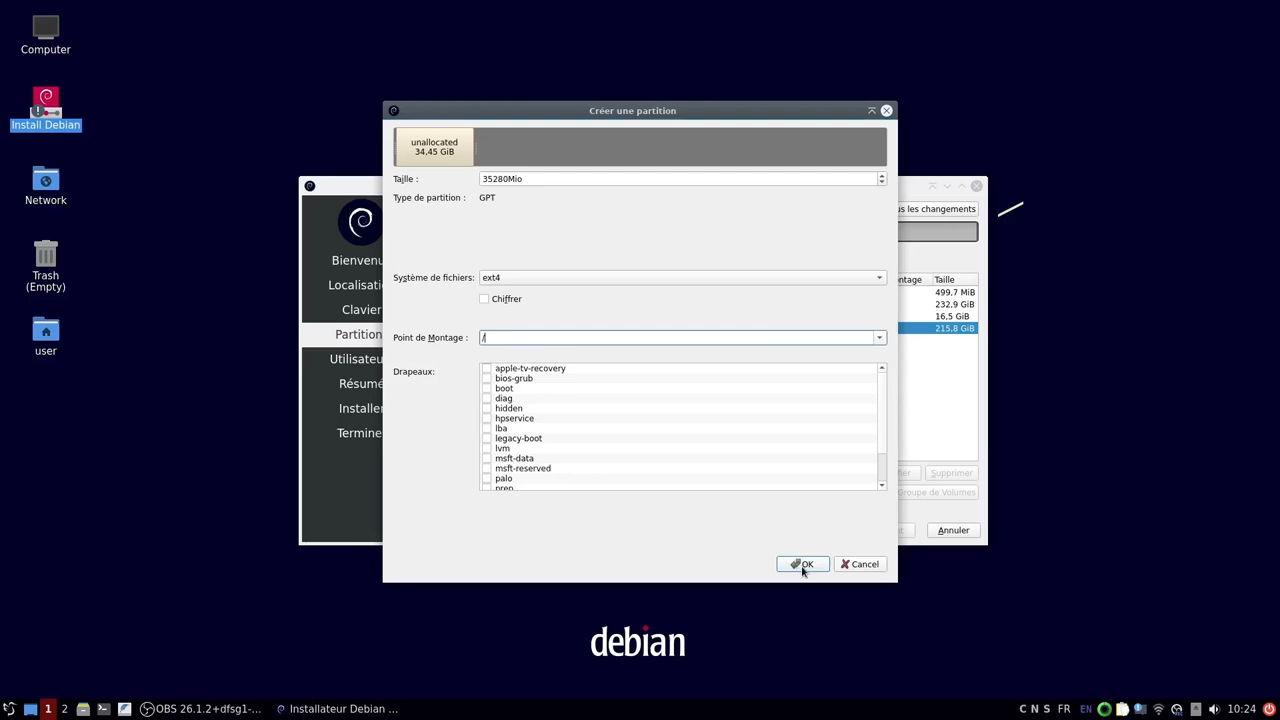 Computer
Install Debian
Network
Trash
(Empty)
user
Créer une partition
unallocated
34,45 GiB
Taille :
35280Mio
Type de partition :
GPT
Système de fichiers:
ext4
Chiffrer
Point de Montage :
/
Drapeaux:
apple-tv-recovery
bios-grub
boot
diag
hidden
hpservice
lba
legacy-boot
lvm
msft-data
msft-reserved
palo
prep
OK
Cancel
Bienvenu
Localisati
Clavier
Partition
Utilisateu
Résumé
Installer
Termine
us les changements
ntage
Taille
499,7 MiB
232,9 GiB
16,5 GiB
215,8 GiB
Supprimer
Groupe de Volumes
Annuler
debian
1
2
OBS 26.1.2+dfsg1-...
Installateur Debian ...
C N S
FR
EN
10:24